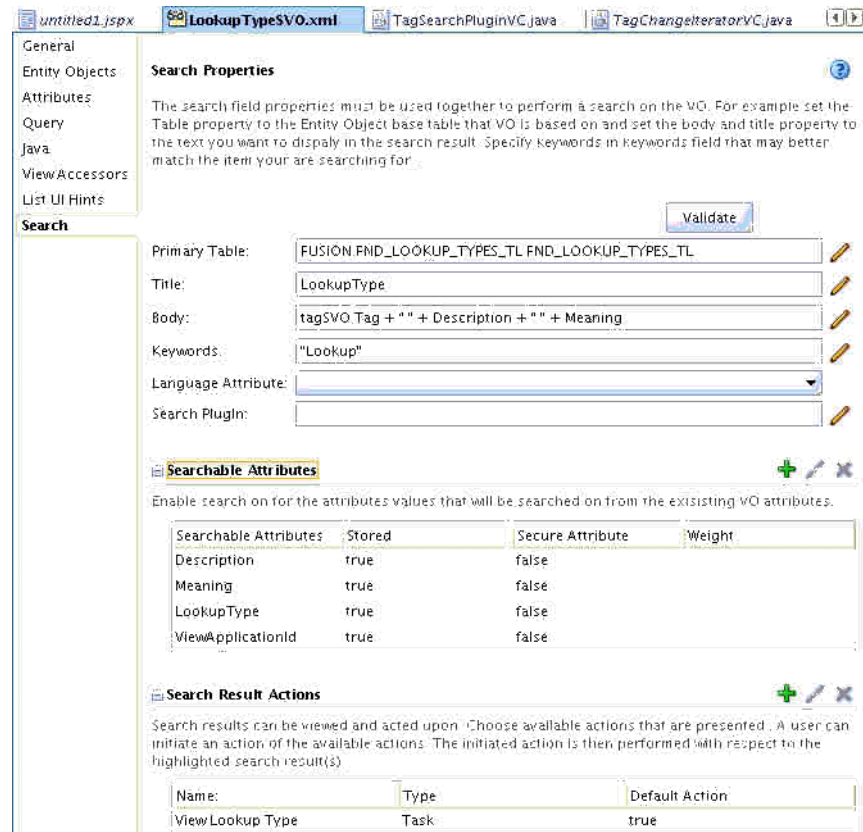 untitled1.jspx
LookupTypeSVO.xml
TagSearchPluginVC.java
TagChangeIteratorVC.java
General
Entity Objects
Attributes
Query
Java
View Accessors
List UI Hints
Search
Search Properties
The search field properties must be used together to perform a search on the VO. For example set the
Table property to the Entity Object base table that VO is based on and set the body and title property to
the text you want to dispaly in the search result. Specify Keywords in Keywords field that may better
match the item your are searching for.
Validate
Primary Table: FUSION.FND_LOOKUP_TYPES_TL FND_LOOKUP_TYPES_TL
Title: LookupType
Body: tagSVO.Tag + " " + Description + " " + Meaning
Keywords: "Lookup"
Language Attribute:
Search PlugIn:
Searchable Attributes
Enable search on for the attributes values that will be searched on from the exisisting VO attributes.
Searchable Attributes Stored Secure Attribute Weight
Description true false
Meaning true false
LookupType true false
ViewApplicationId true false
Search Result Actions
Search results can be viewed and acted upon. Choose available actions that are presented . A user can
initiate an action of the available actions. The initiated action is then performed with respect to the
highlighted search result(s)
Name: Type Default Action
View Lookup Type Task true